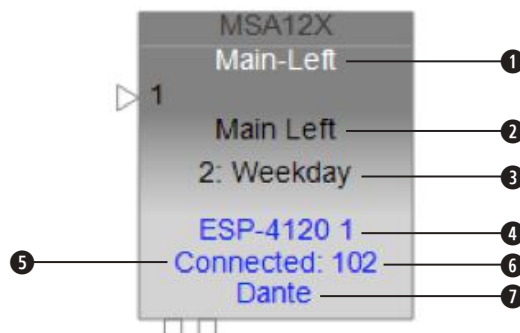 MSA12X
Main-Left 1
1
Main Left 2
2: Weekday 3
ESP-4120 1 4
5 Connected: 102 6
Dante 7